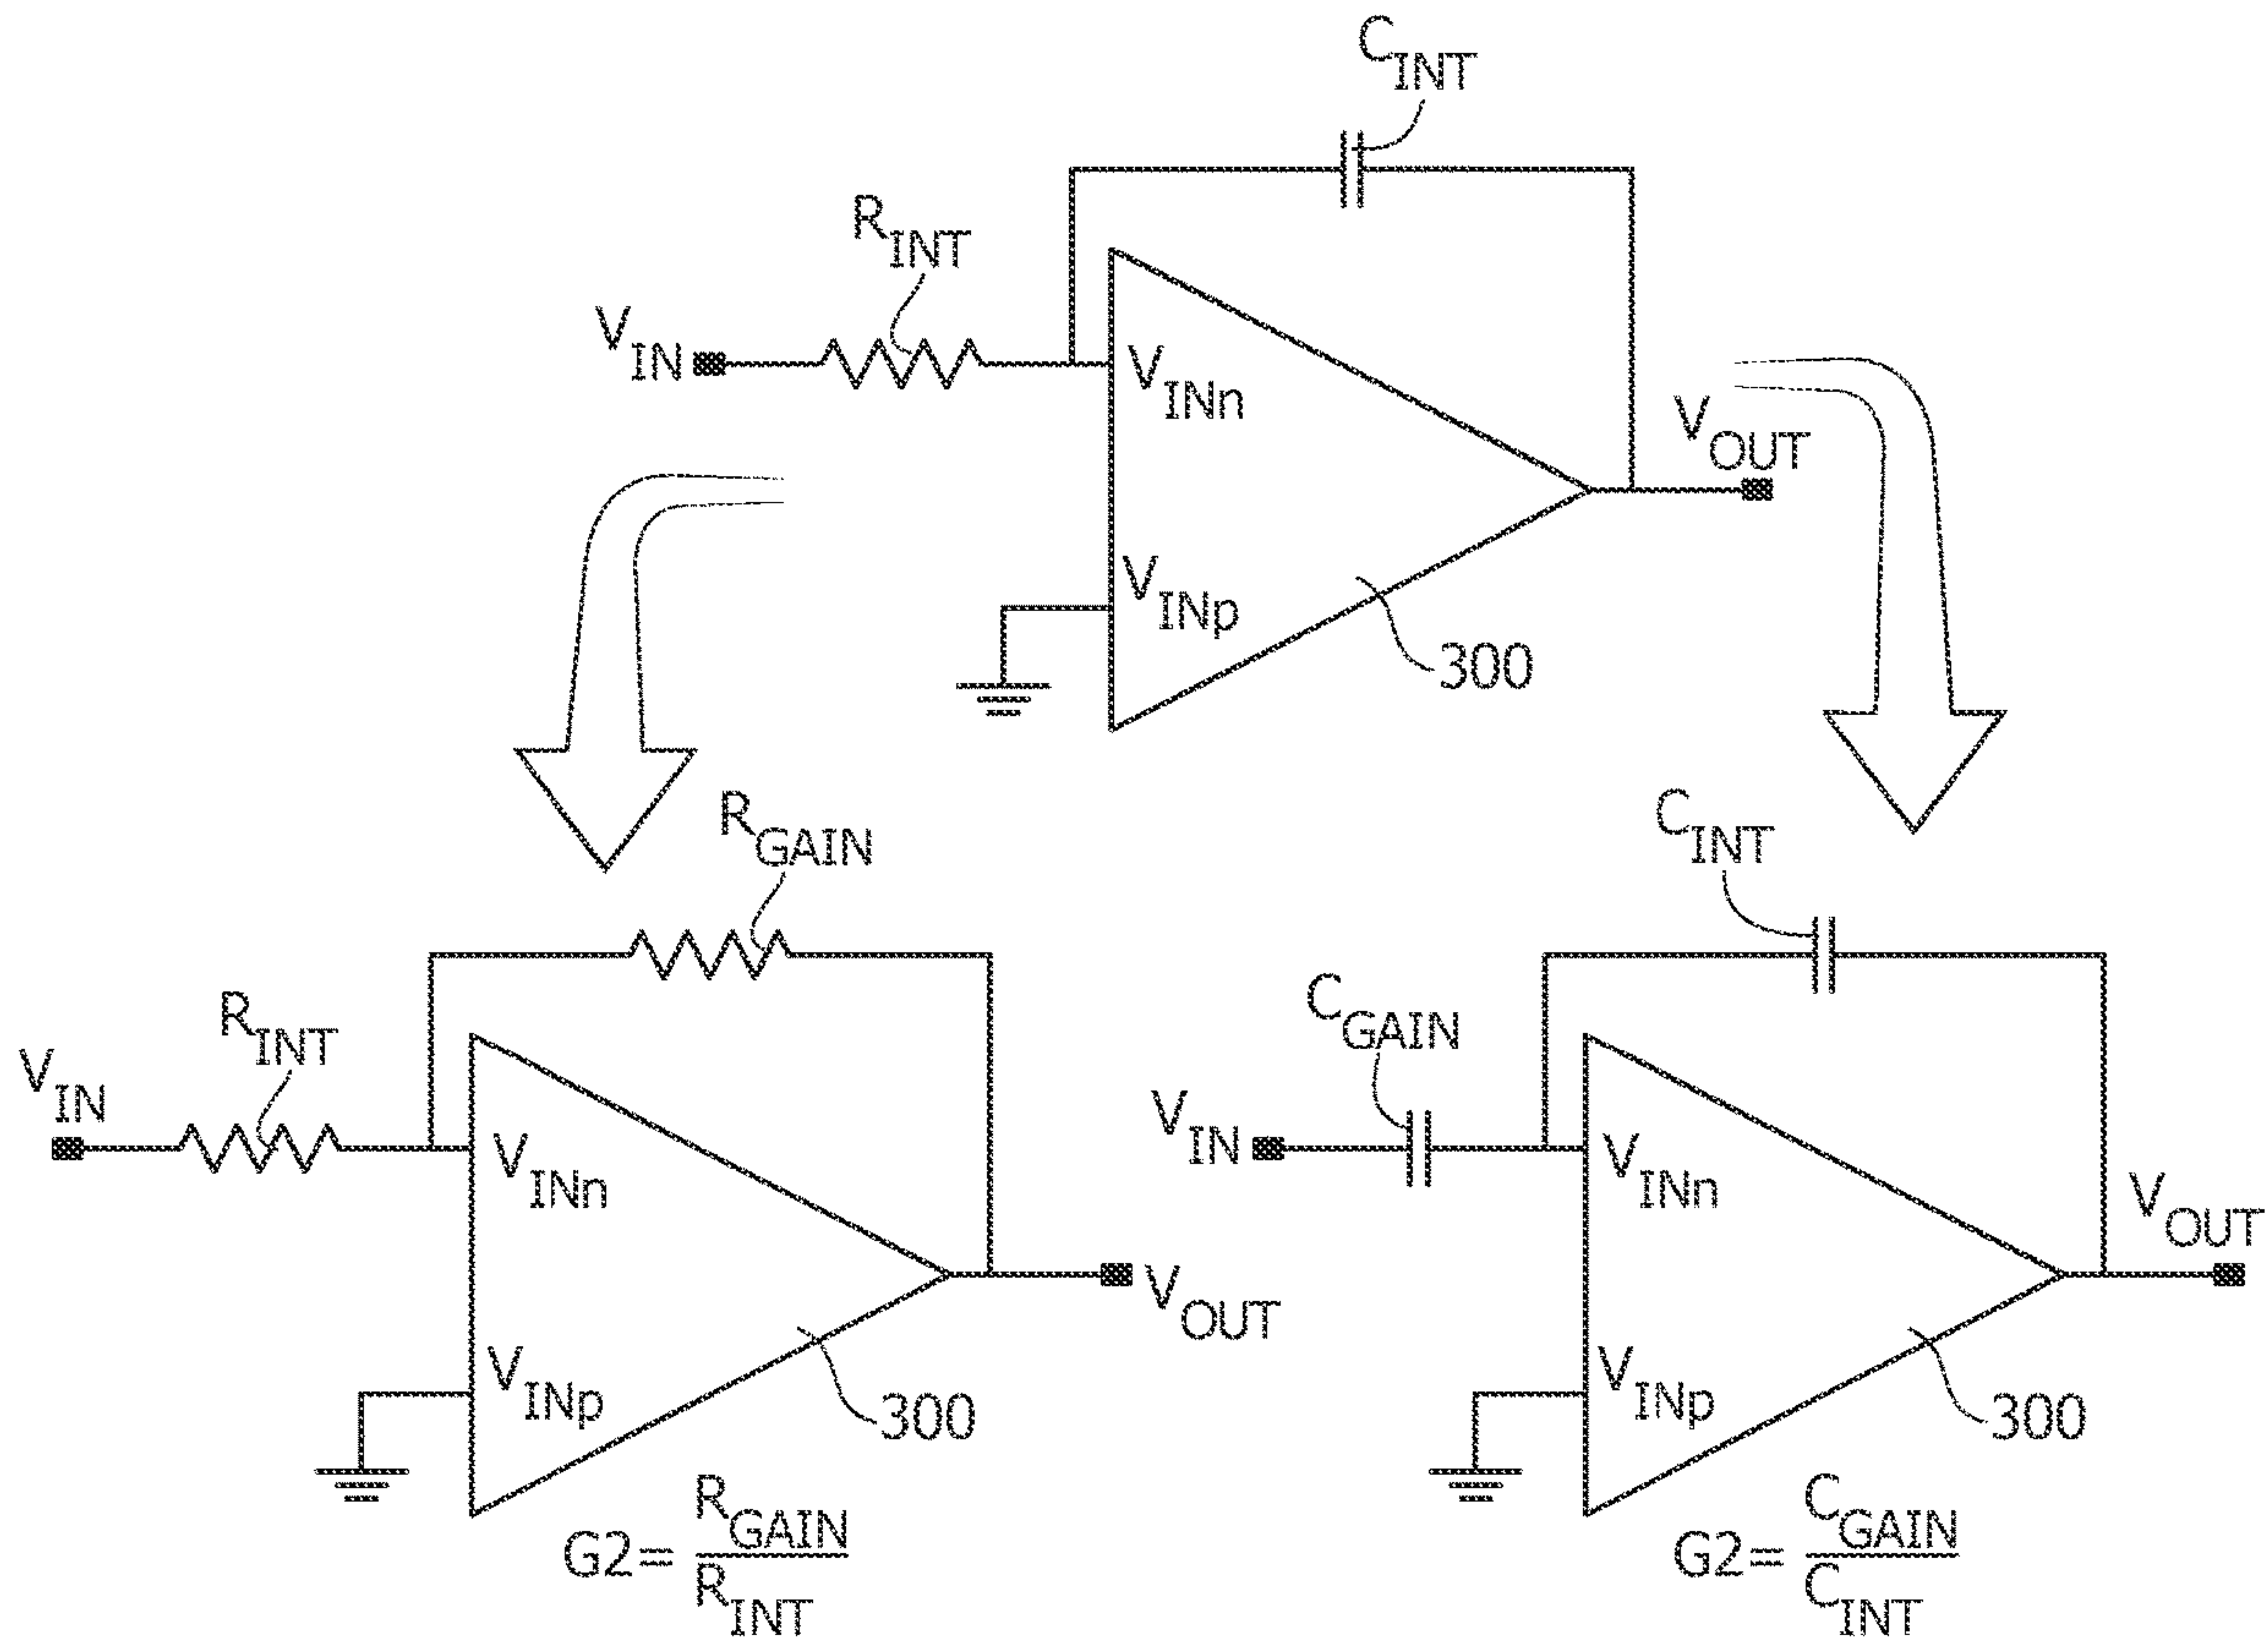 C_INT
R_INT
V_IN
V_INn
V_OUT
V_INp
300
R_GAIN
R_INT
V_IN
V_INn
V_OUT
V_INp
300
G2= R_GAIN / R_INT
C_INT
C_GAIN
V_IN
V_INn
V_OUT
V_INp
300
G2= C_GAIN / C_INT